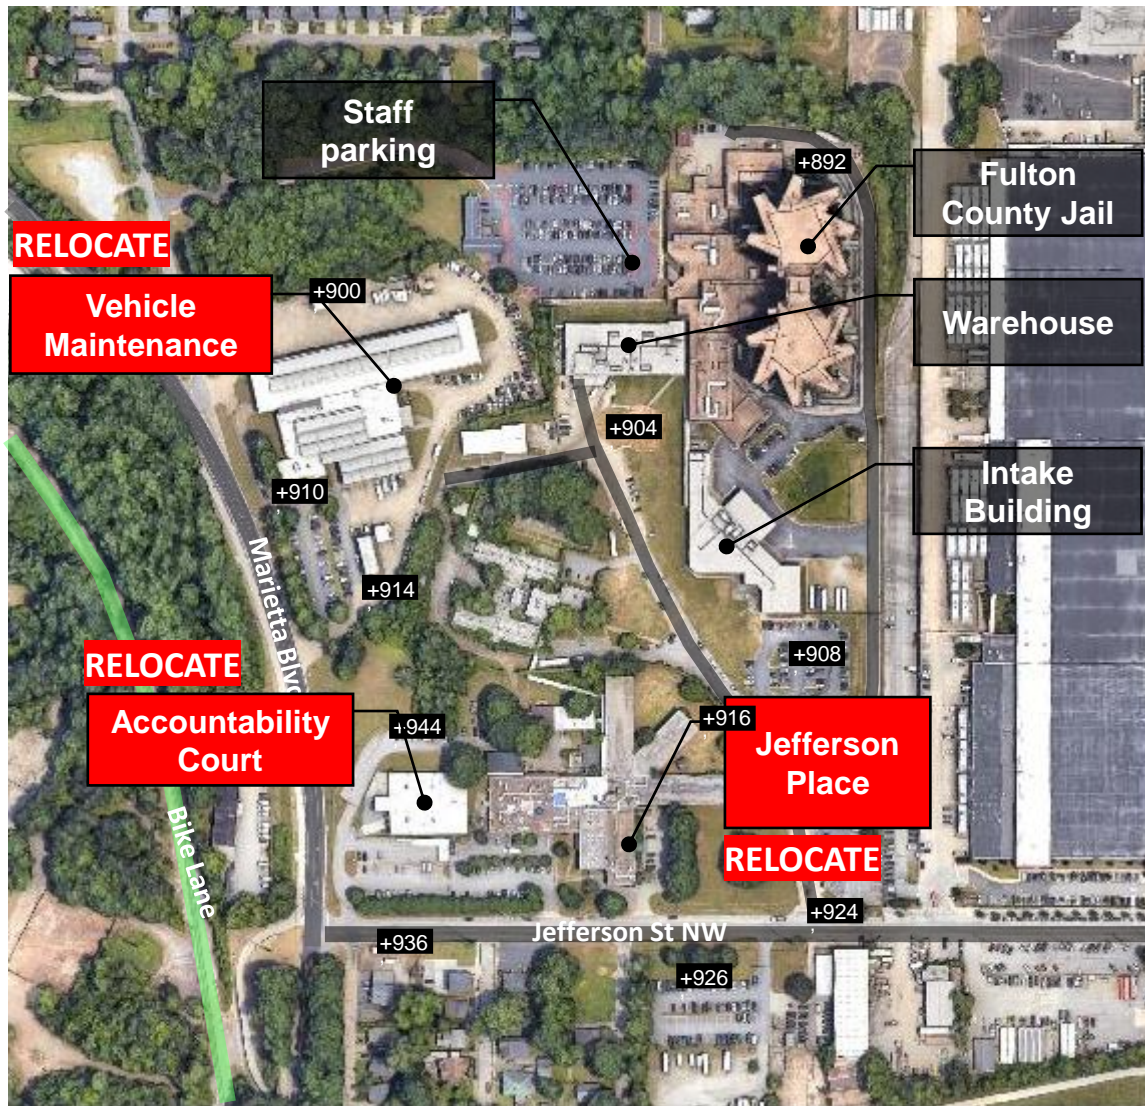 Staff
parking
+892
Fulton
County Jail
RELOCATE
Vehicle
Maintenance
+900
Warehouse
+904
Intake
Building
+910
+914
Marietta Blvd
RELOCATE
+908
Accountability
Court
+944
+916
Jefferson
Place
Bike Lane
RELOCATE
+924
+936
Jefferson St NW
+926